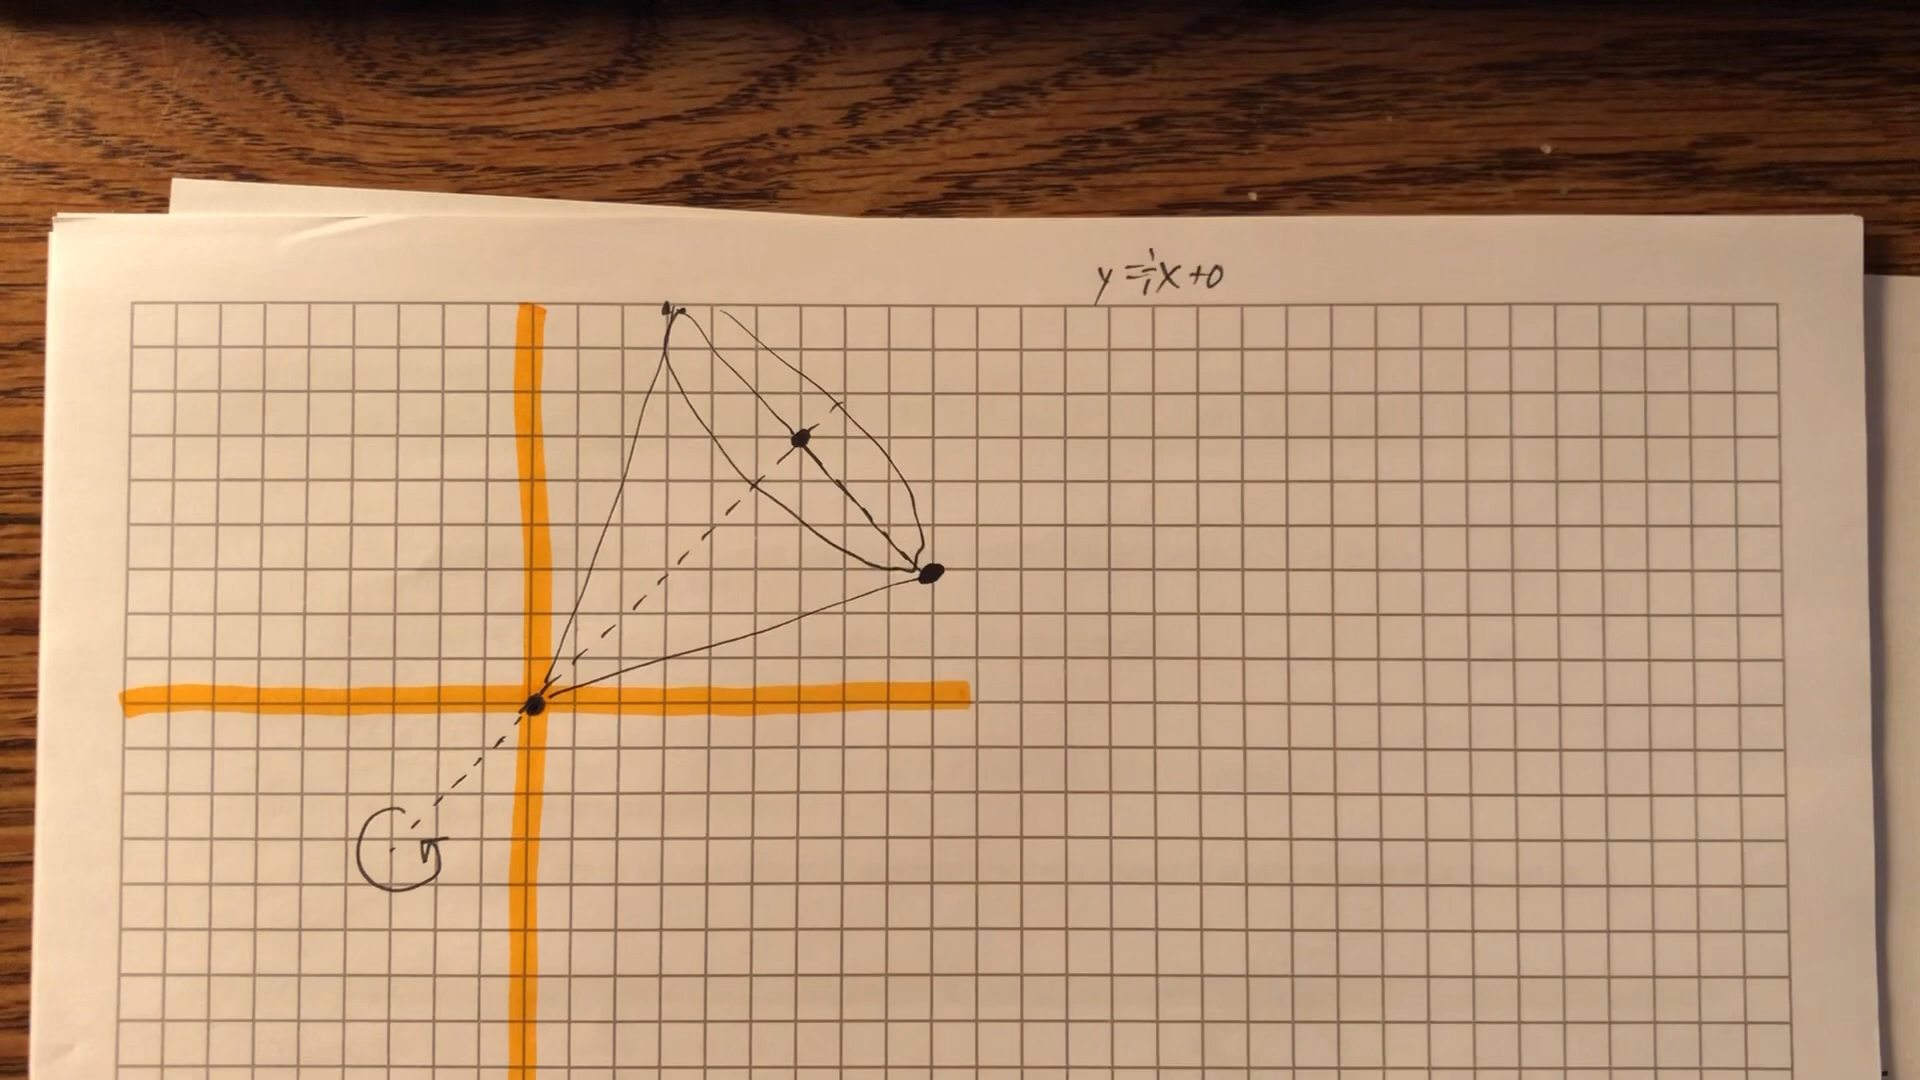 y = 1/1 x + 0